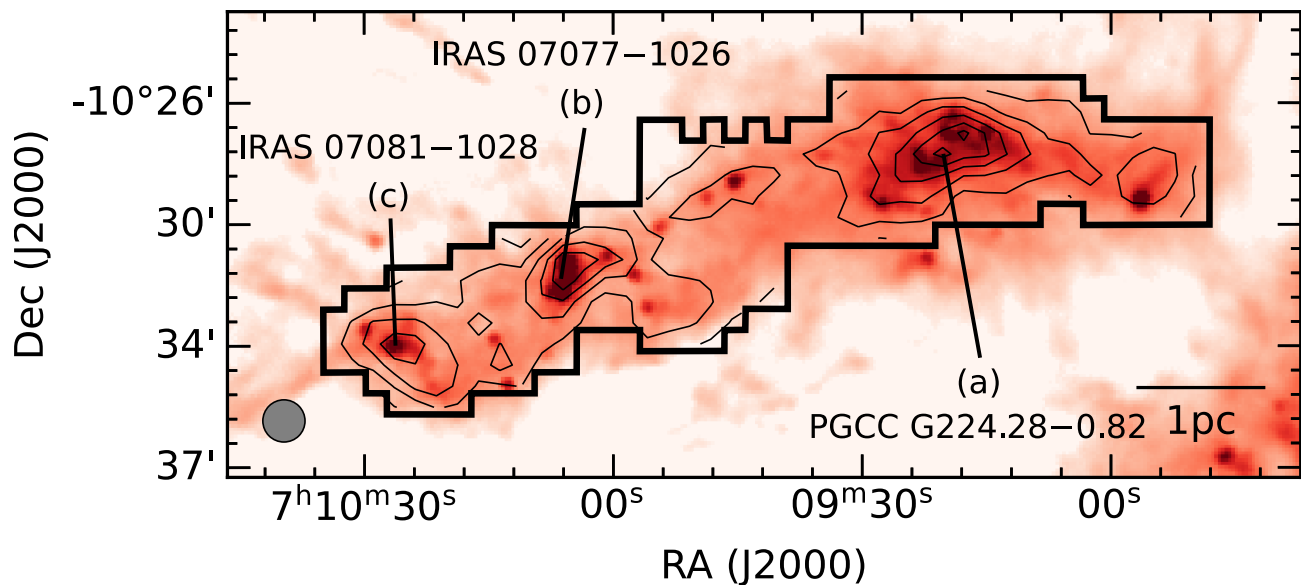 IRAS 07077−1026
-10°26'
(b)
IRAS 07081−1028
(c)
30'
Dec (J2000)
34'
(a)
PGCC G224.28−0.82
1pc
37'
7ʰ10ᵐ30ˢ
00ˢ
09ᵐ30ˢ
00ˢ
RA (J2000)